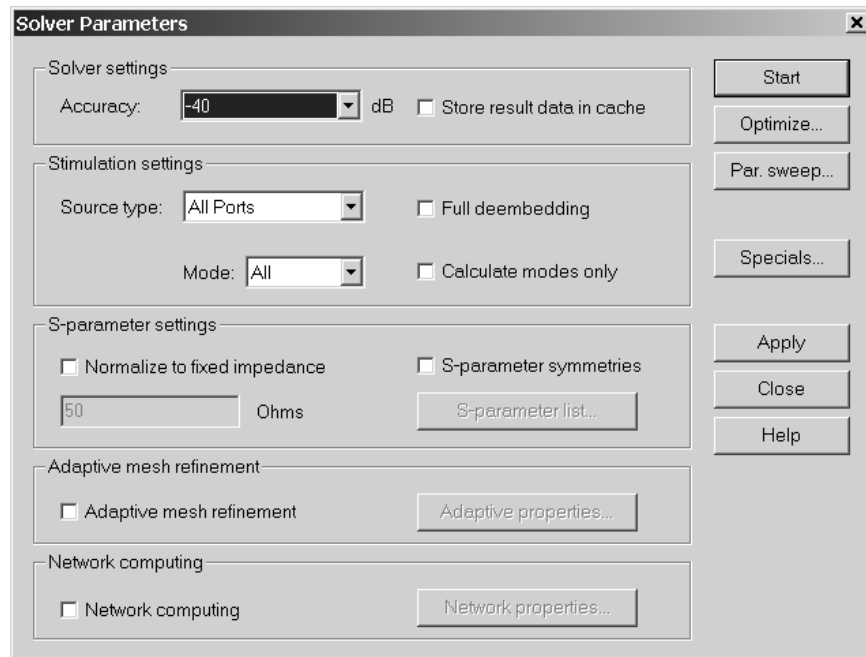 Solver Parameters
Solver settings
Accuracy: -40 dB Store result data in cache
Stimulation settings
Source type: All Ports Full deembedding
Mode: All Calculate modes only
S-parameter settings
Normalize to fixed impedance S-parameter symmetries
50 Ohms S-parameter list...
Adaptive mesh refinement
Adaptive mesh refinement Adaptive properties...
Network computing
Network computing Network properties...
Start
Optimize...
Par. sweep...
Specials...
Apply
Close
Help